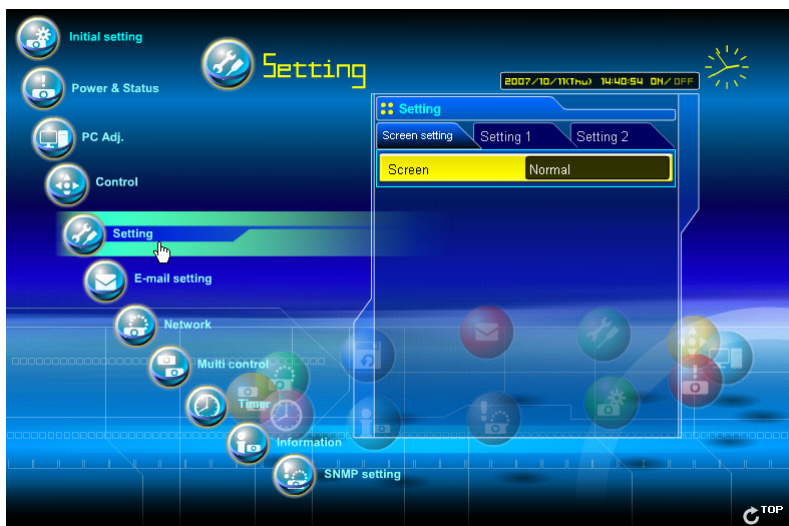 Initial setting
Power & Status
PC Adj.
Control
Setting
E-mail setting
Network
Multi control
Timer
Information
SNMP setting
Setting
2007/10/11(Thu) 14:40:54 ON/OFF
Setting
Screen setting Setting 1 Setting 2
Screen Normal
TOP